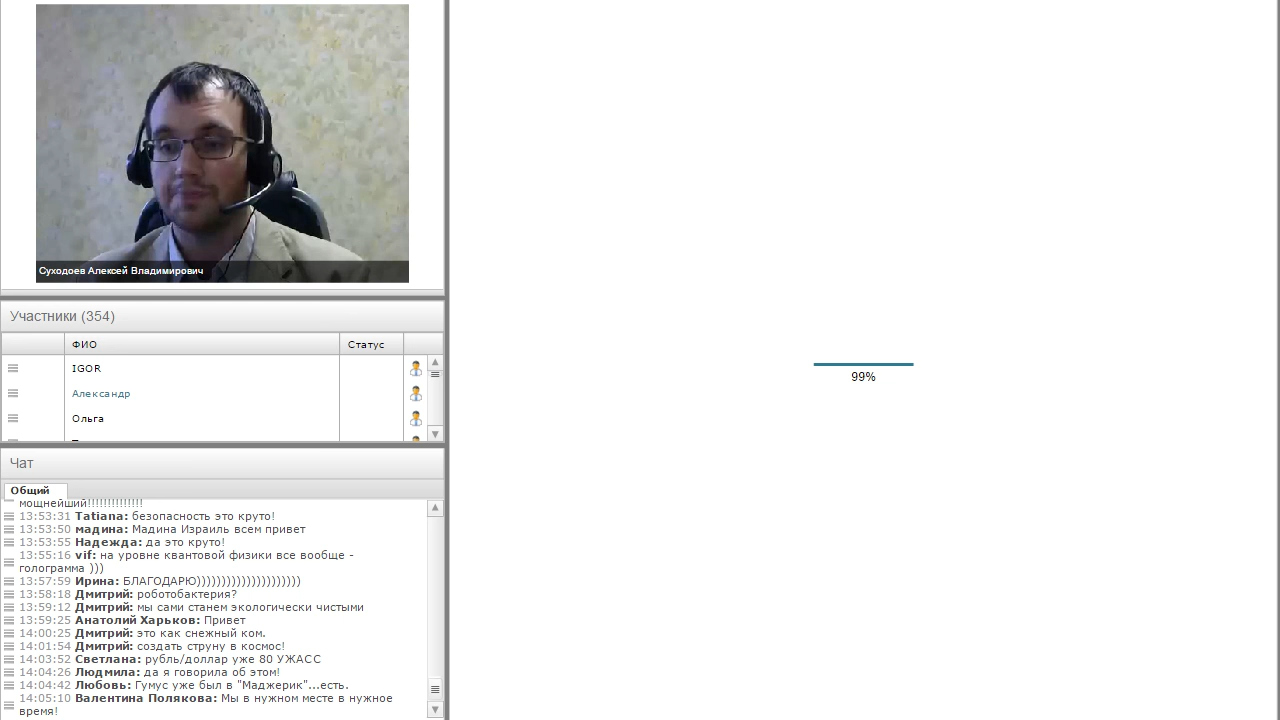 Суходоев Алексей Владимирович
Участники (354)
ФИО Статус
IGOR
Александр
Ольга
Чат
Общий
мощнейший!!!!!!!!!!!!!!
13:53:31 Tatiana: безопасность это круто!
13:53:50 мадина: Мадина Израиль всем привет
13:53:55 Надежда: да это круто!
13:55:16 vif: на уровне квантовой физики все вообще -
голограмма )))
13:57:59 Ирина: БЛАГОДАРЮ)))))))))))))))))))))
13:58:18 Дмитрий: роботобактерия?
13:59:12 Дмитрий: мы сами станем экологически чистыми
13:59:25 Анатолий Харьков: Привет
14:00:25 Дмитрий: это как снежный ком.
14:01:54 Дмитрий: создать струну в космос!
14:03:52 Светлана: рубль/доллар уже 80 УЖАСС
14:04:26 Людмила: да я говорила об этом!
14:04:42 Любовь: Гумус уже был в "Маджерик"...есть.
14:05:10 Валентина Полякова: Мы в нужном месте в нужное
время!
99%